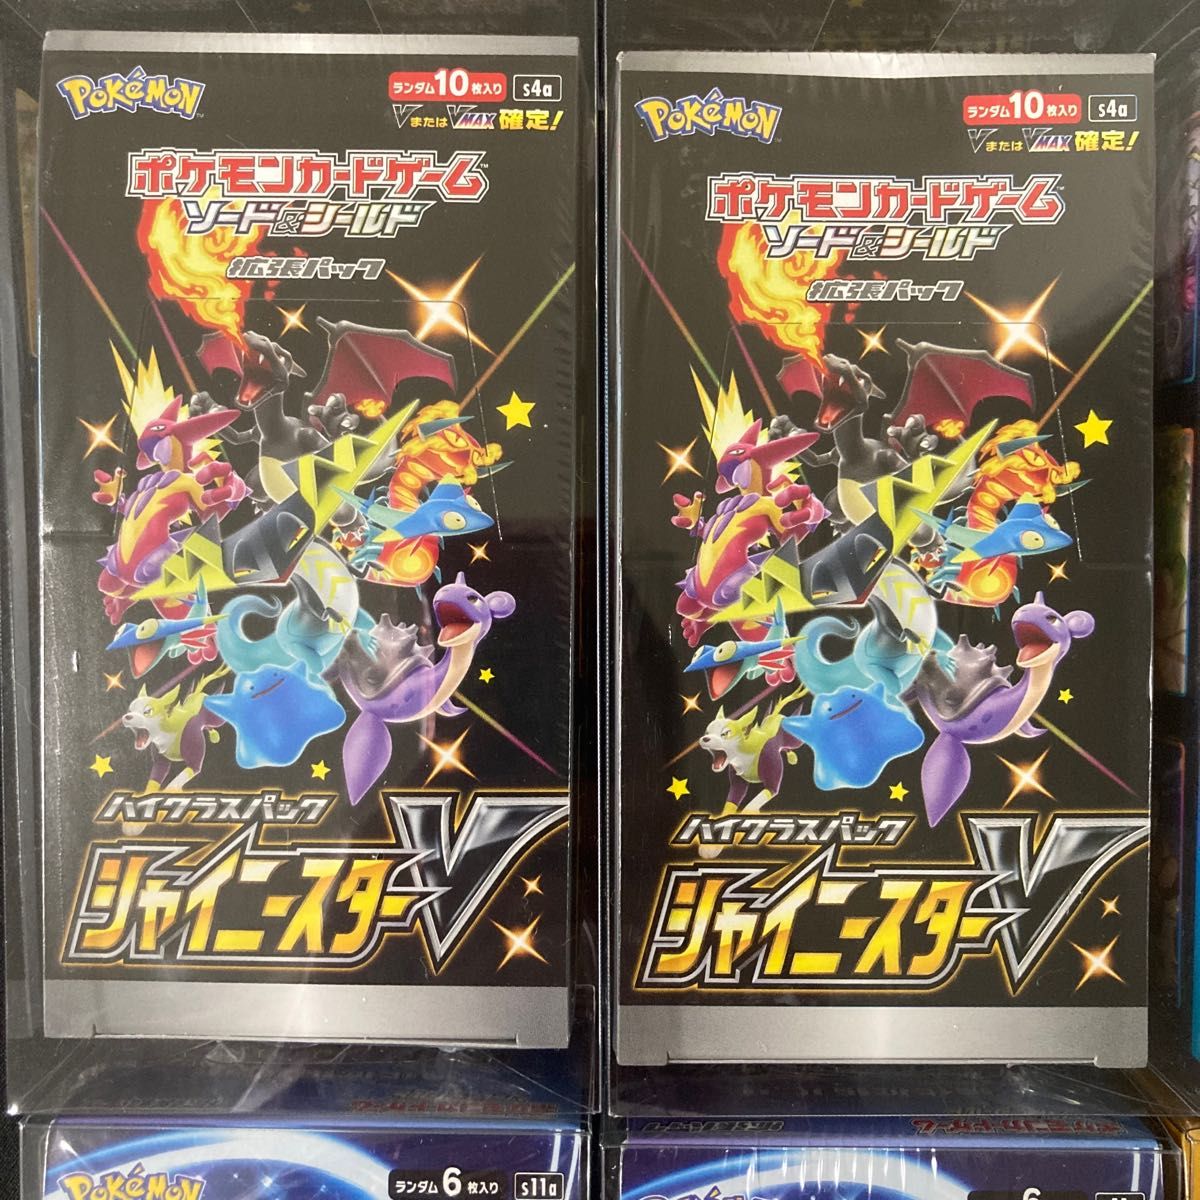 POKéMON™
ランダム10枚入り s4a
VまたはVMAX確定!
ポケモンカードゲーム™
ソード&シールド
拡張パック
ハイクラスパック
シャイニースターV
POKéMON™
ランダム10枚入り s4a
VまたはVMAX確定!
ポケモンカードゲーム™
ソード&シールド
拡張パック
ハイクラスパック
シャイニースターV
POKéMON
ランダム6枚入り s11a
POKéMON